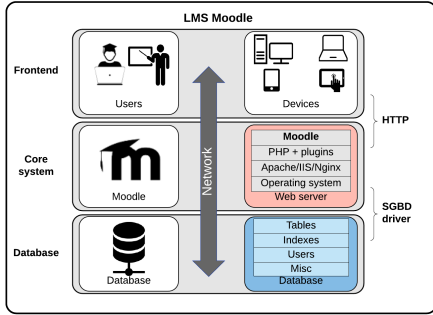 LMS Moodle
Frontend
Users
Devices
HTTP
Core
system
Moodle
Network
Moodle
PHP + plugins
Apache/IIS/Nginx
Operating system
Web server
SGBD
driver
Database
Database
Tables
Indexes
Users
Misc
Database